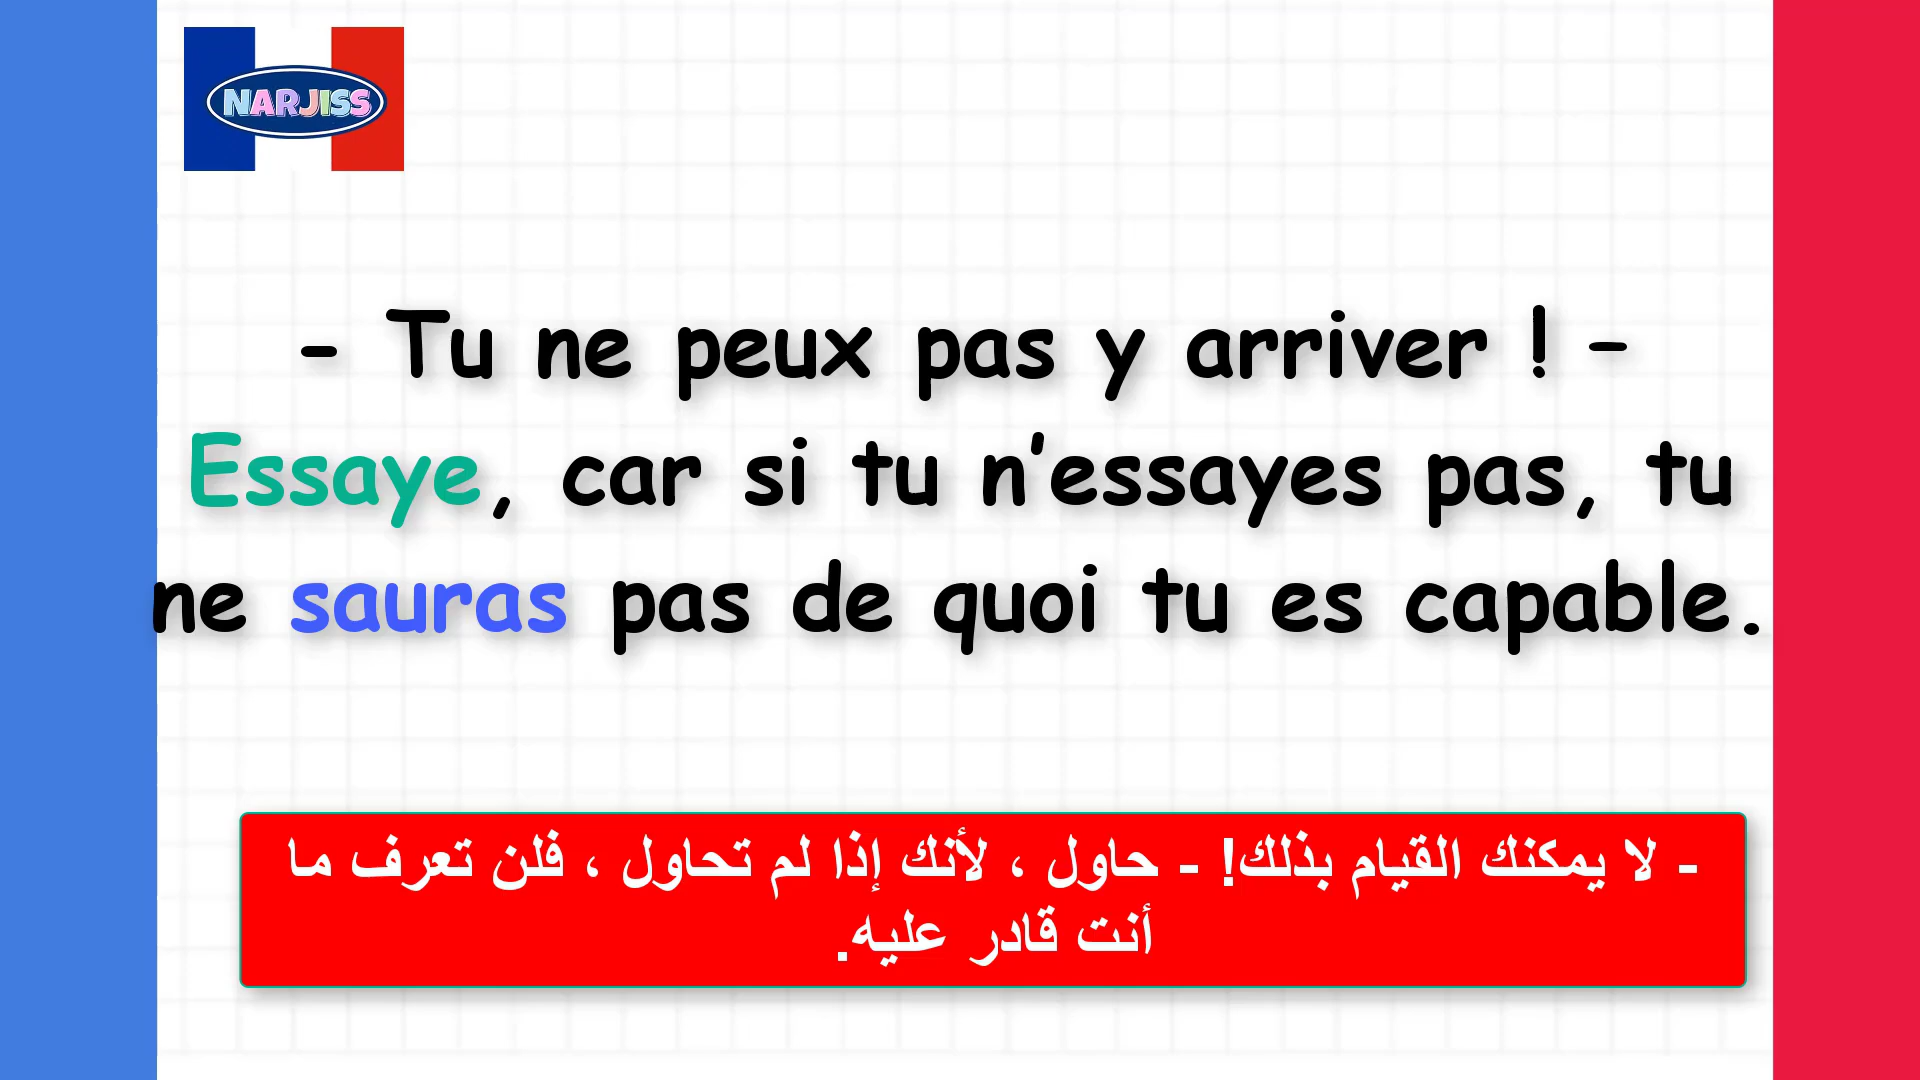 NARJISS
- Tu ne peux pas y arriver ! –
Essaye, car si tu n’essayes pas, tu
ne sauras pas de quoi tu es capable.
- لا يمكنك القيام بذلك! - حاول ، لأنك إذا لم تحاول ، فلن تعرف ما
أنت قادر عليه.